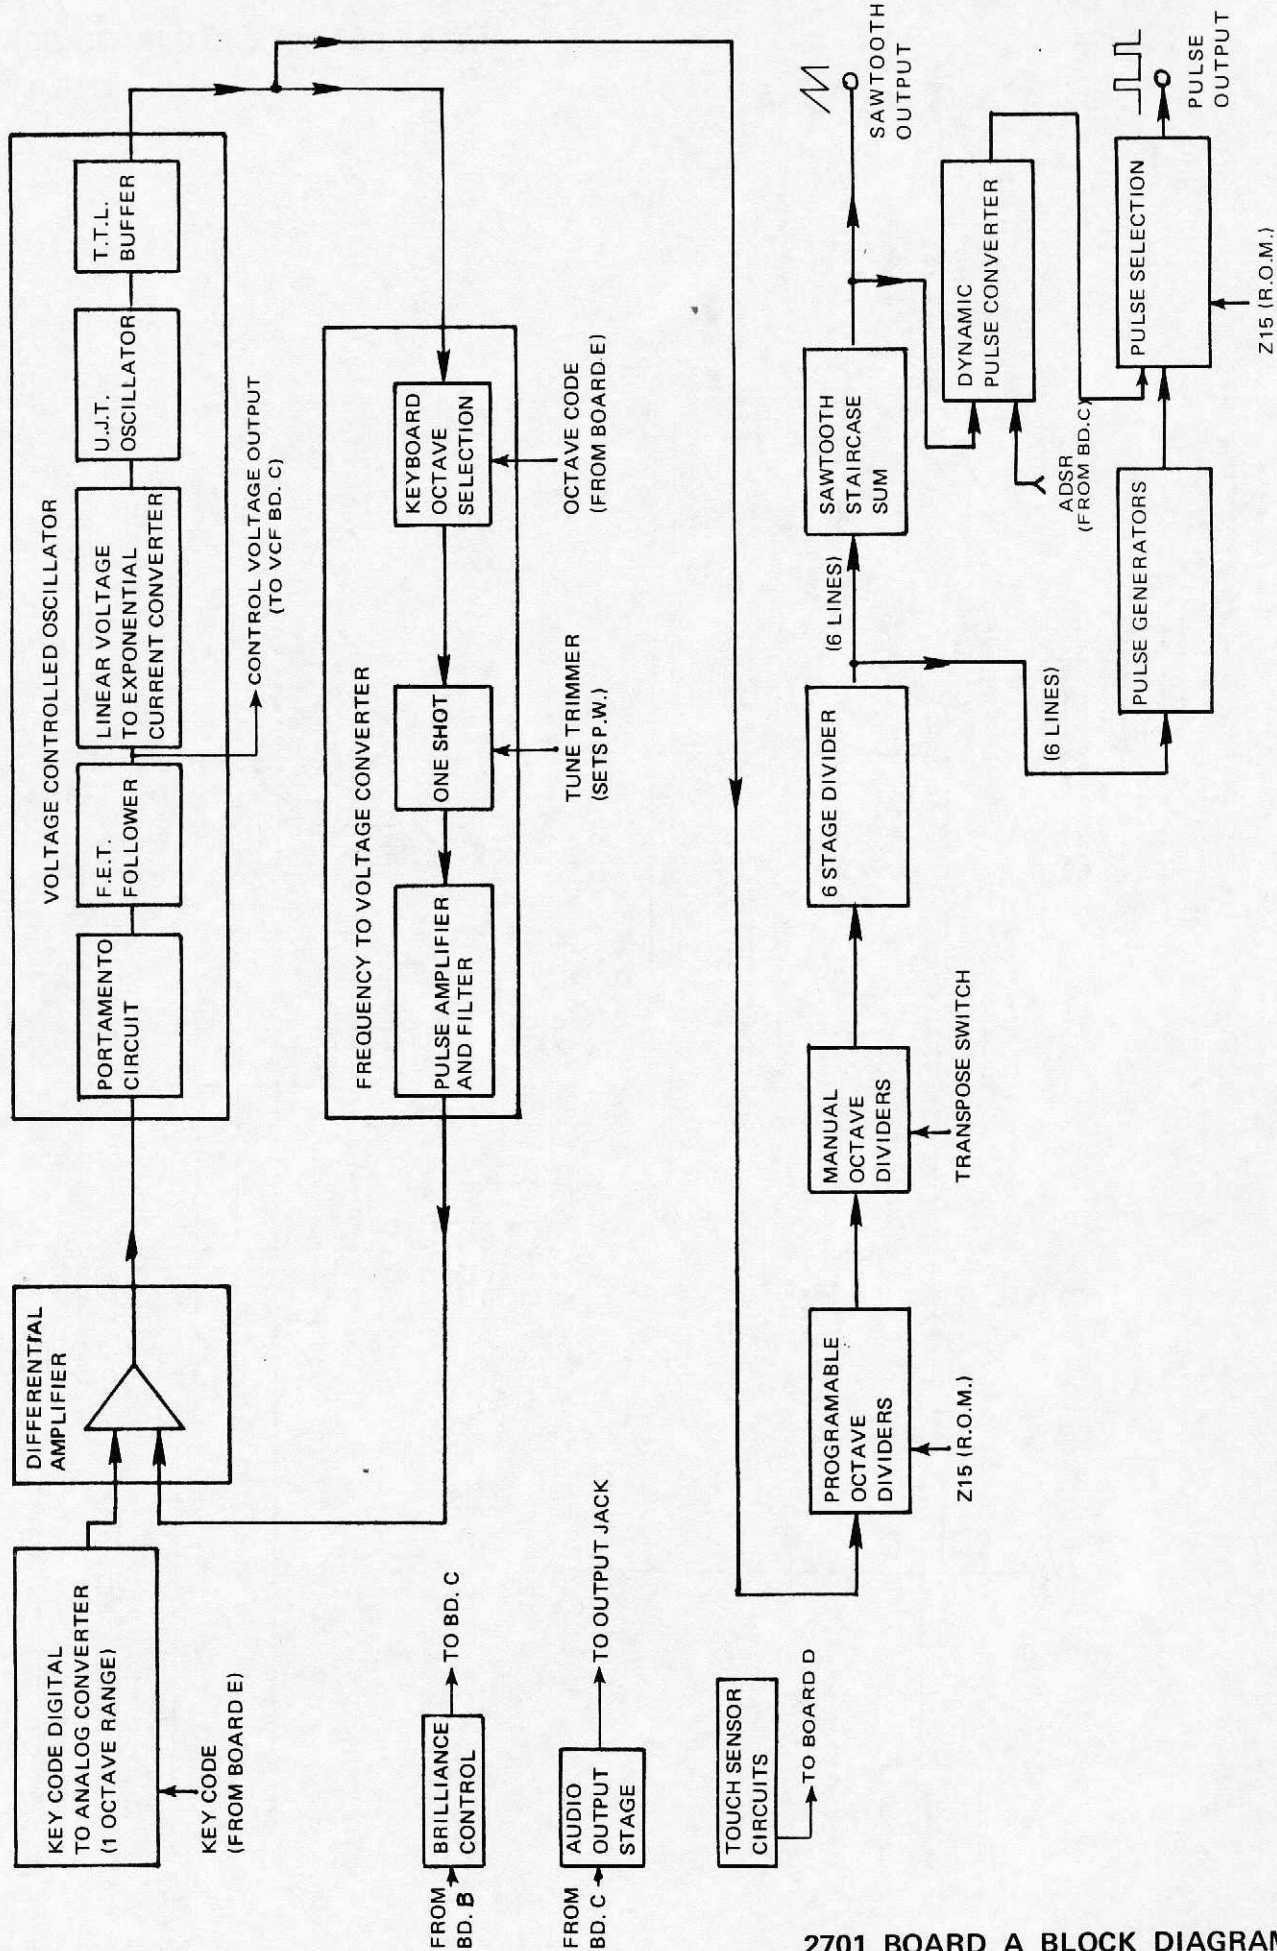 KEY CODE DIGITAL
TO ANALOG CONVERTER
(1 OCTAVE RANGE)
KEY CODE
(FROM BOARD E)
DIFFERENTIAL
AMPLIFIER
VOLTAGE CONTROLLED OSCILLATOR
PORTAMENTO
CIRCUIT
F.E.T.
FOLLOWER
LINEAR VOLTAGE
TO EXPONENTIAL
CURRENT CONVERTER
U.J.T.
OSCILLATOR
T.T.L.
BUFFER
CONTROL VOLTAGE OUTPUT
(TO VCF BD. C)
FREQUENCY TO VOLTAGE CONVERTER
PULSE AMPLIFIER
AND FILTER
ONE SHOT
KEYBOARD
OCTAVE
SELECTION
TUNE TRIMMER
(SETS P.W.)
OCTAVE CODE
(FROM BOARD E)
FROM
BD. B
BRILLIANCE
CONTROL
TO BD. C
FROM
BD. C
AUDIO
OUTPUT
STAGE
TO OUTPUT JACK
TOUCH SENSOR
CIRCUITS
TO BOARD D
PROGRAMABLE
OCTAVE
DIVIDERS
Z15 (R.O.M.)
MANUAL
OCTAVE
DIVIDERS
TRANSPOSE SWITCH
6 STAGE DIVIDER
(6 LINES)
SAWTOOTH
STAIRCASE
SUM
SAWTOOTH
OUTPUT
(6 LINES)
DYNAMIC
PULSE CONVERTER
ADSR
(FROM BD.C)
PULSE GENERATORS
PULSE SELECTION
Z15 (R.O.M.)
PULSE
OUTPUT
2701 BOARD A BLOCK DIAGRAM